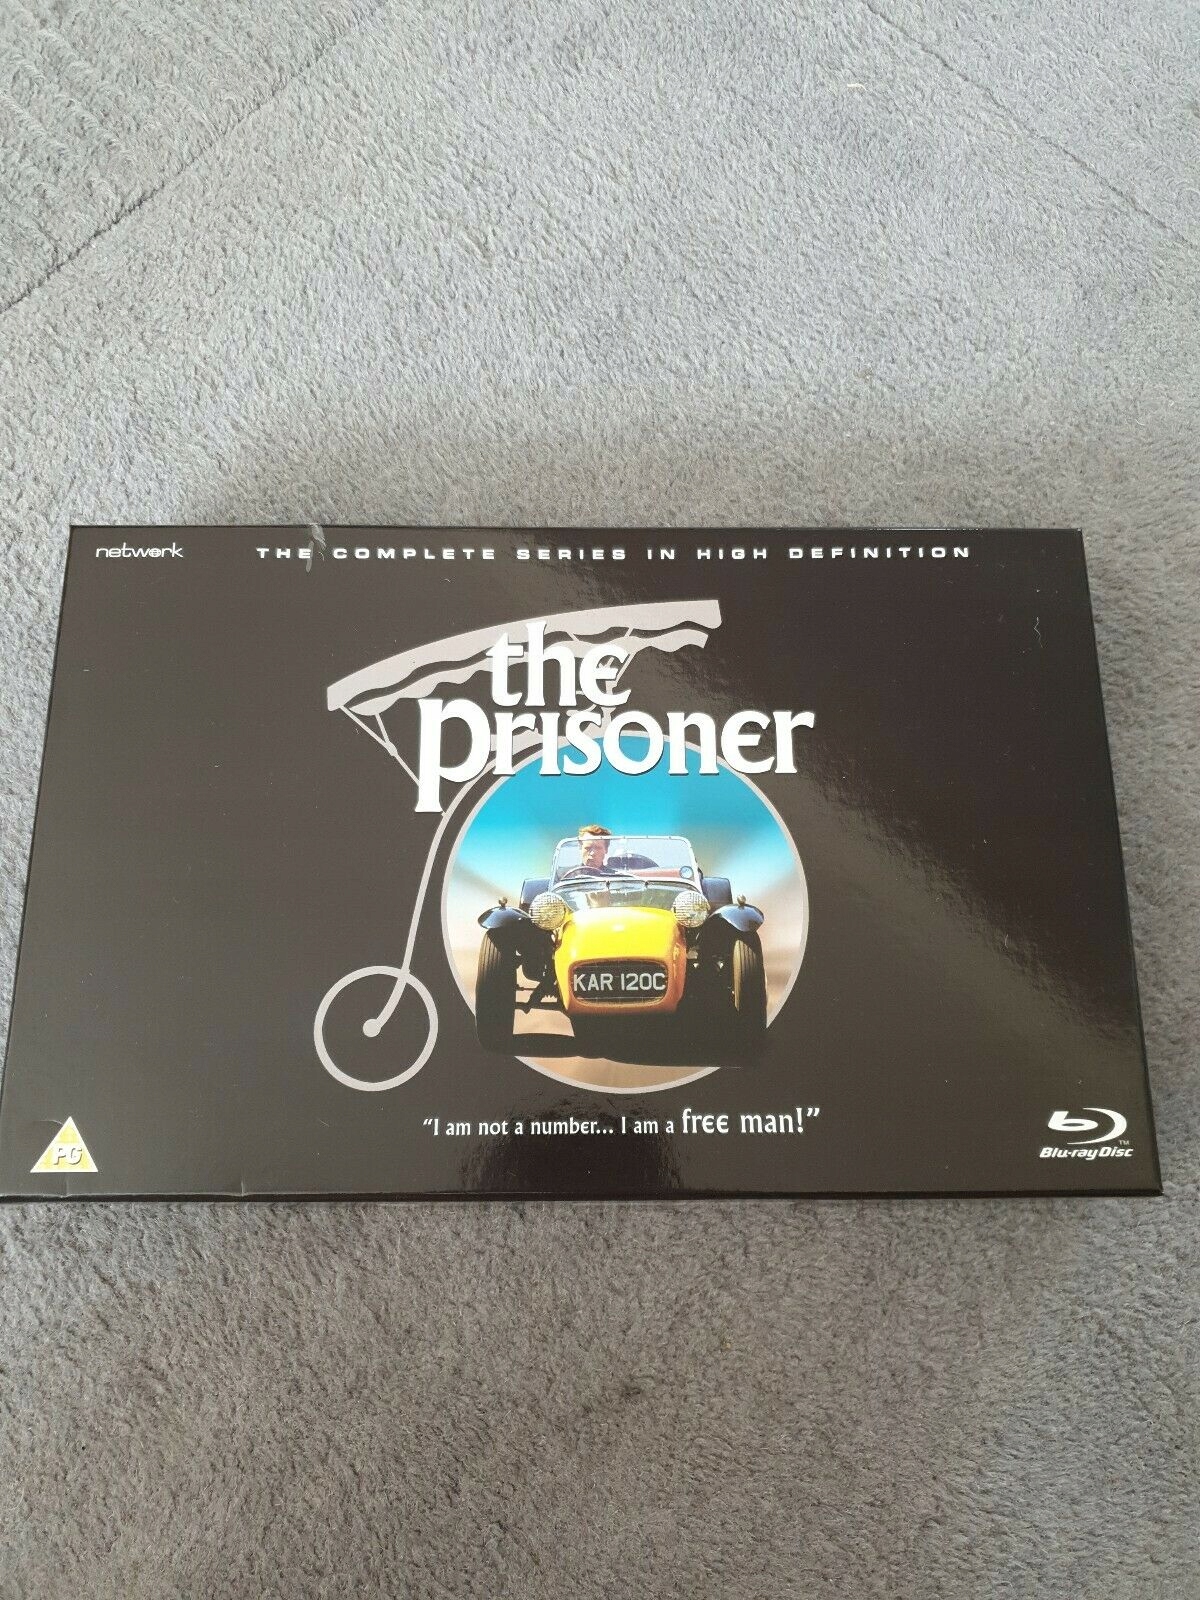 network
THE COMPLETE SERIES IN HIGH DEFINITION
the
prisoner
KAR 120C
"I am not a number... I am a free man!"
PG
Blu-ray Disc™